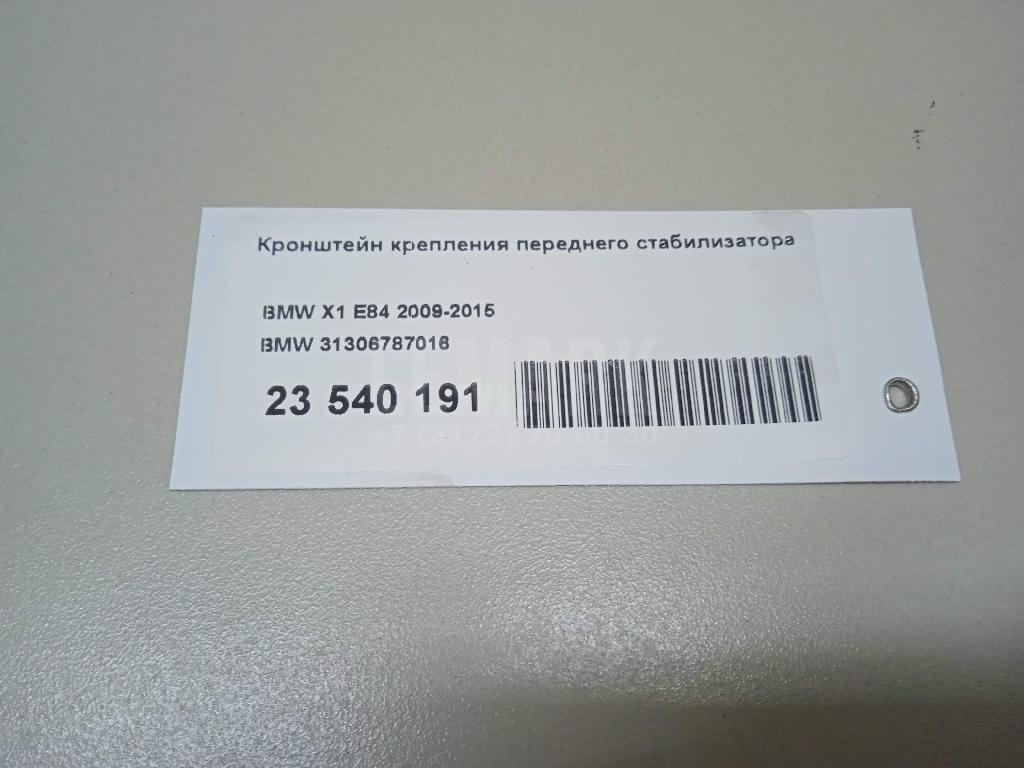 Кронштейн крепления переднего стабилизатора
BMW X1 E84 2009-2015
BMW 31306787016
23 540 191